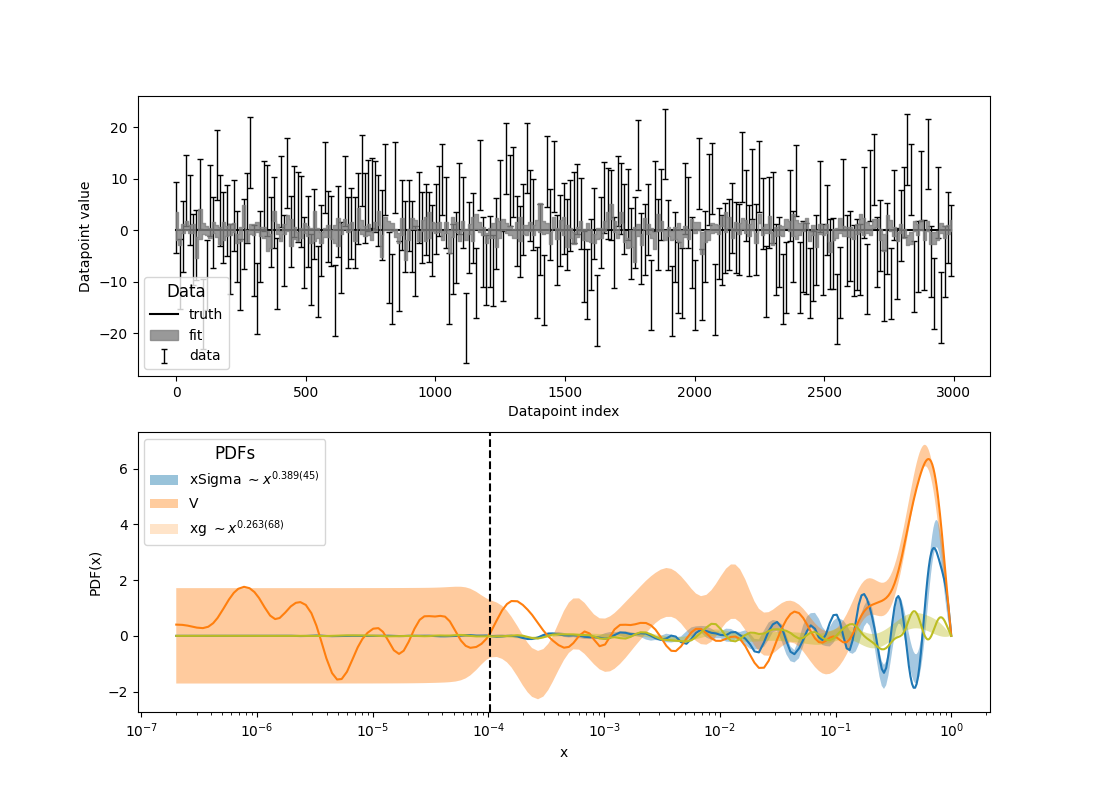 20
10
0
−10
−20
Datapoint value
Data
truth
fit
data
0 500 1000 1500 2000 2500 3000
Datapoint index
6
4
2
0
−2
PDF(x)
PDFs
xSigma ∼x^0.389(45)
V
xg ∼x^0.263(68)
10^−7 10^−6 10^−5 10^−4 10^−3 10^−2 10^−1 10^0
x